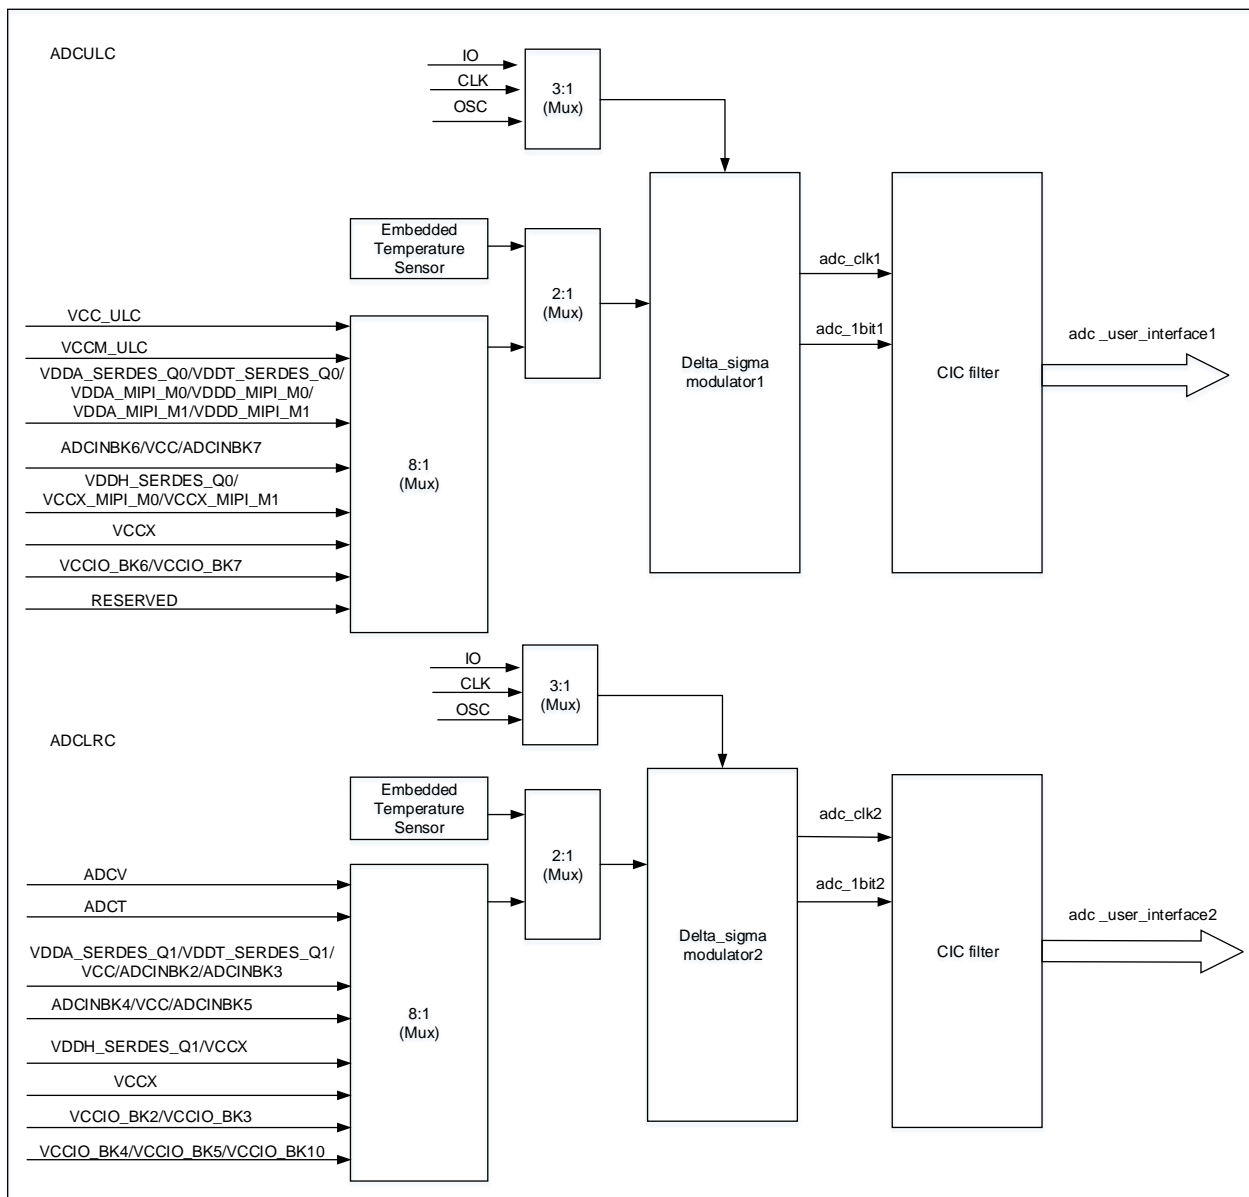 ADCULC
IO
CLK
OSC
3:1
(Mux)
Embedded
Temperature
Sensor
2:1
(Mux)
VCC_ULC
VCCM_ULC
VDDA_SERDES_Q0/VDDT_SERDES_Q0/
VDDA_MIPI_M0/VDDD_MIPI_M0/
VDDA_MIPI_M1/VDDD_MIPI_M1
ADCINBK6/VCC/ADCINBK7
VDDH_SERDES_Q0/
VCCX_MIPI_M0/VCCX_MIPI_M1
VCCX
VCCIO_BK6/VCCIO_BK7
RESERVED
8:1
(Mux)
Delta_sigma
modulator1
adc_clk1
adc_1bit1
CIC filter
adc _user_interface1
ADCLRC
IO
CLK
OSC
3:1
(Mux)
Embedded
Temperature
Sensor
2:1
(Mux)
ADCV
ADCT
VDDA_SERDES_Q1/VDDT_SERDES_Q1/
VCC/ADCINBK2/ADCINBK3
ADCINBK4/VCC/ADCINBK5
VDDH_SERDES_Q1/VCCX
VCCX
VCCIO_BK2/VCCIO_BK3
VCCIO_BK4/VCCIO_BK5/VCCIO_BK10
8:1
(Mux)
Delta_sigma
modulator2
adc_clk2
adc_1bit2
CIC filter
adc _user_interface2